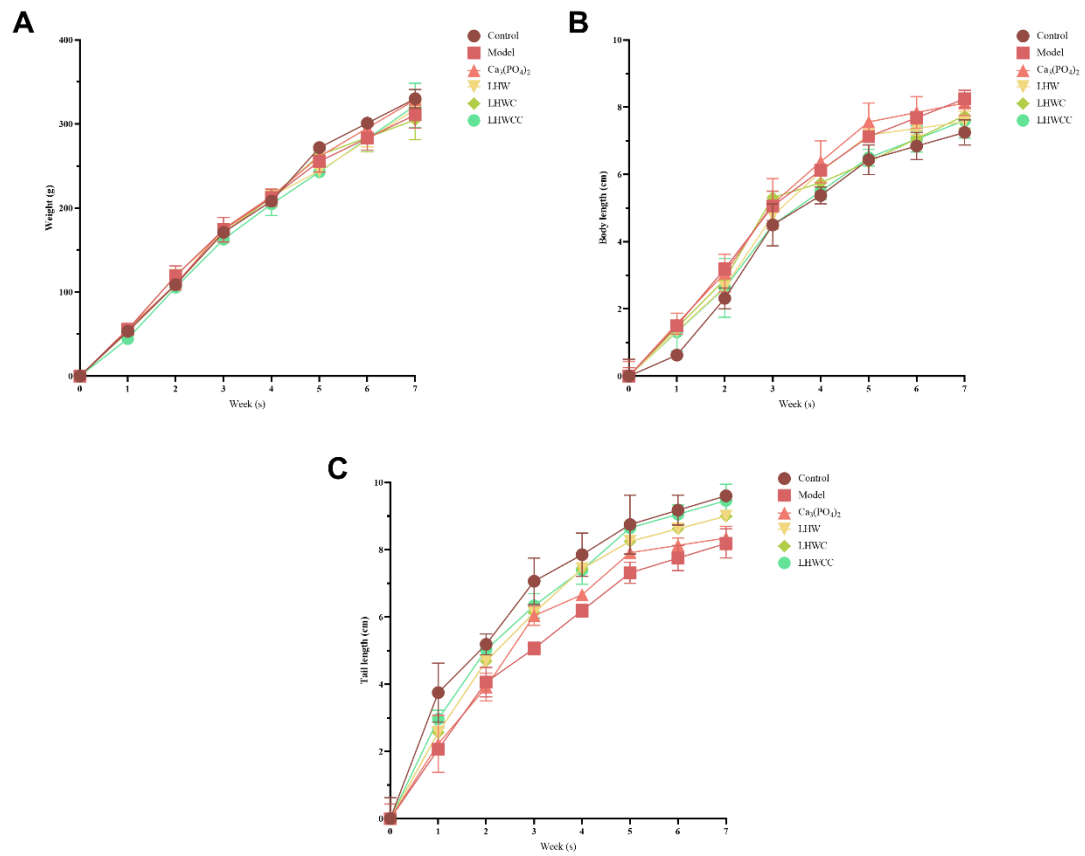 A
400
300
200
100
0
Weight (g)
0 1 2 3 4 5 6 7
Week (s)
Control
Model
Ca₃(PO₄)₂
LHW
LHWC
LHWCC
B
10
8
6
4
2
0
Body length (cm)
0 1 2 3 4 5 6 7
Week (s)
Control
Model
Ca₃(PO₄)₂
LHW
LHWC
LHWCC
C
10
8
6
4
2
0
Tail length (cm)
0 1 2 3 4 5 6 7
Week (s)
Control
Model
Ca₃(PO₄)₂
LHW
LHWC
LHWCC